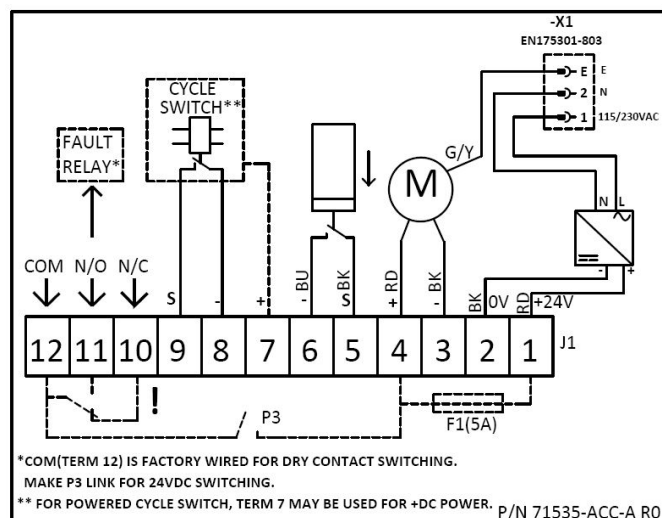 -X1
EN175301-803
E E
2 N
1 115/230VAC
CYCLE
SWITCH**
FAULT
RELAY*
G/Y
M
N L
- +
COM N/O N/C
S - + - BU S BK + RD - BK BK 0V RD +24V
12 11 10 9 8 7 6 5 4 3 2 1 J1
! P3
F1(5A)
*COM(TERM 12) IS FACTORY WIRED FOR DRY CONTACT SWITCHING.
MAKE P3 LINK FOR 24VDC SWITCHING.
** FOR POWERED CYCLE SWITCH, TERM 7 MAY BE USED FOR +DC POWER.
P/N 71535-ACC-A R0